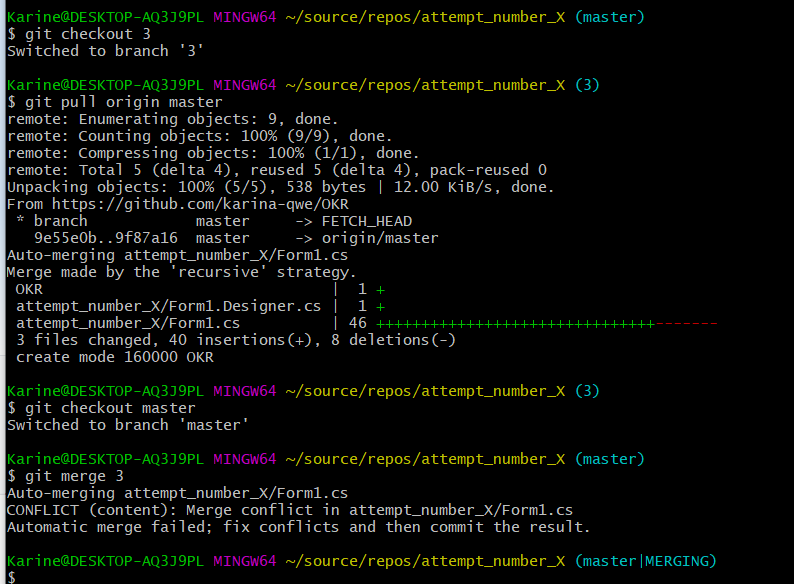 Karine@DESKTOP-AQ3J9PL MINGW64 ~/source/repos/attempt_number_X (master)
$ git checkout 3
Switched to branch '3'
Karine@DESKTOP-AQ3J9PL MINGW64 ~/source/repos/attempt_number_X (3)
$ git pull origin master
remote: Enumerating objects: 9, done.
remote: Counting objects: 100% (9/9), done.
remote: Compressing objects: 100% (1/1), done.
remote: Total 5 (delta 4), reused 5 (delta 4), pack-reused 0
Unpacking objects: 100% (5/5), 538 bytes | 12.00 KiB/s, done.
From https://github.com/karina-qwe/OKR
 * branch            master     -> FETCH_HEAD
   9e55e0b..9f87a16  master     -> origin/master
Auto-merging attempt_number_X/Form1.cs
Merge made by the 'recursive' strategy.
 OKR                                |  1 +
 attempt_number_X/Form1.Designer.cs |  1 +
 attempt_number_X/Form1.cs          | 46 +++++++++++++++++++++++++++++++-------
 3 files changed, 40 insertions(+), 8 deletions(-)
 create mode 160000 OKR
Karine@DESKTOP-AQ3J9PL MINGW64 ~/source/repos/attempt_number_X (3)
$ git checkout master
Switched to branch 'master'
Karine@DESKTOP-AQ3J9PL MINGW64 ~/source/repos/attempt_number_X (master)
$ git merge 3
Auto-merging attempt_number_X/Form1.cs
CONFLICT (content): Merge conflict in attempt_number_X/Form1.cs
Automatic merge failed; fix conflicts and then commit the result.
Karine@DESKTOP-AQ3J9PL MINGW64 ~/source/repos/attempt_number_X (master|MERGING)
$